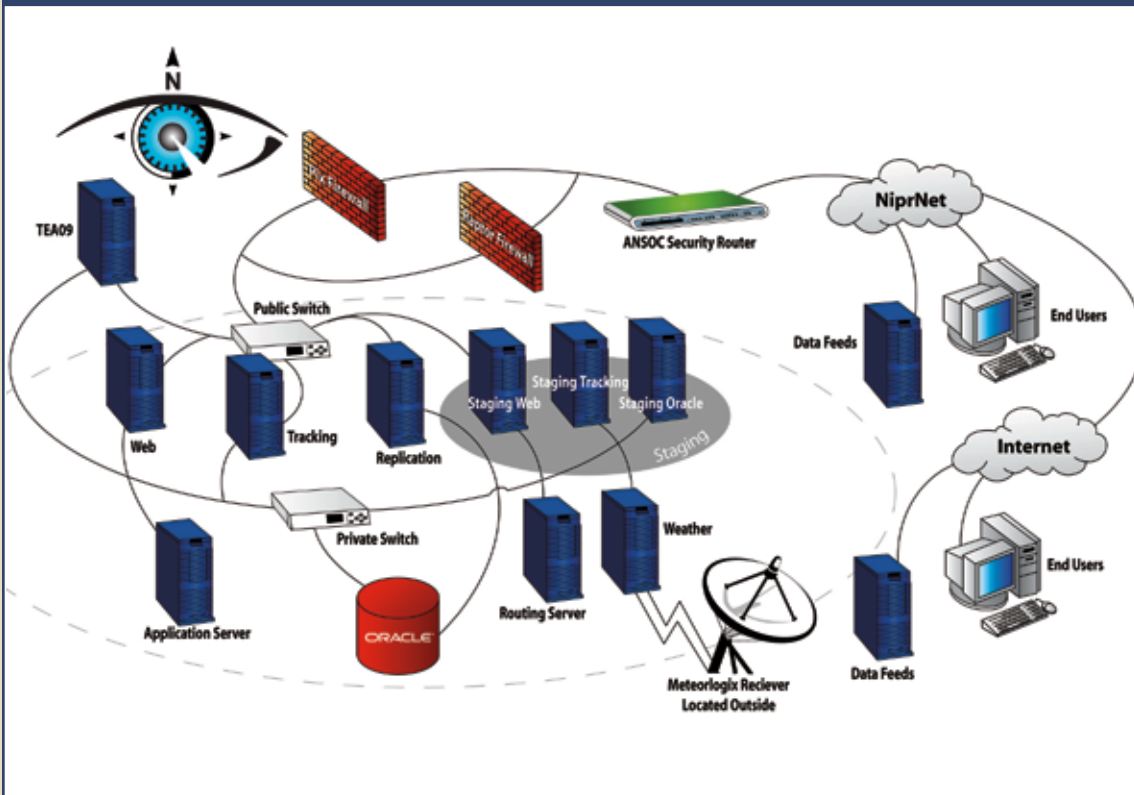 N
Pix Firewall
Raptor Firewall
NiprNet
TEA09
ANSOC Security Router
Public Switch
End Users
Data Feeds
Staging Tracking
Staging Web
Staging Oracle
Web
Tracking
Replication
Staging
Internet
Private Switch
Weather
End Users
Routing Server
Application Server
ORACLE
Data Feeds
Meteorlogix Reciever
Located Outside